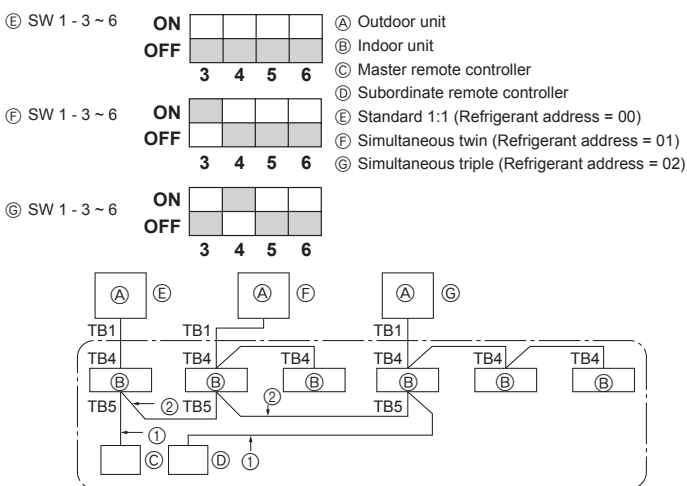 Ⓔ SW 1 - 3 ~ 6
ON
OFF
3 4 5 6
Ⓕ SW 1 - 3 ~ 6
ON
OFF
3 4 5 6
Ⓖ SW 1 - 3 ~ 6
ON
OFF
3 4 5 6
Ⓐ Outdoor unit
Ⓑ Indoor unit
Ⓒ Master remote controller
Ⓓ Subordinate remote controller
Ⓔ Standard 1:1 (Refrigerant address = 00)
Ⓕ Simultaneous twin (Refrigerant address = 01)
Ⓖ Simultaneous triple (Refrigerant address = 02)
Ⓐ Ⓔ Ⓐ Ⓕ Ⓐ Ⓖ
TB1 TB1 TB1
TB4 TB4 TB4 TB4 TB4 TB4
Ⓑ Ⓑ Ⓑ Ⓑ Ⓑ Ⓑ
TB5 ② TB5 ② TB5
①
Ⓒ Ⓓ ①